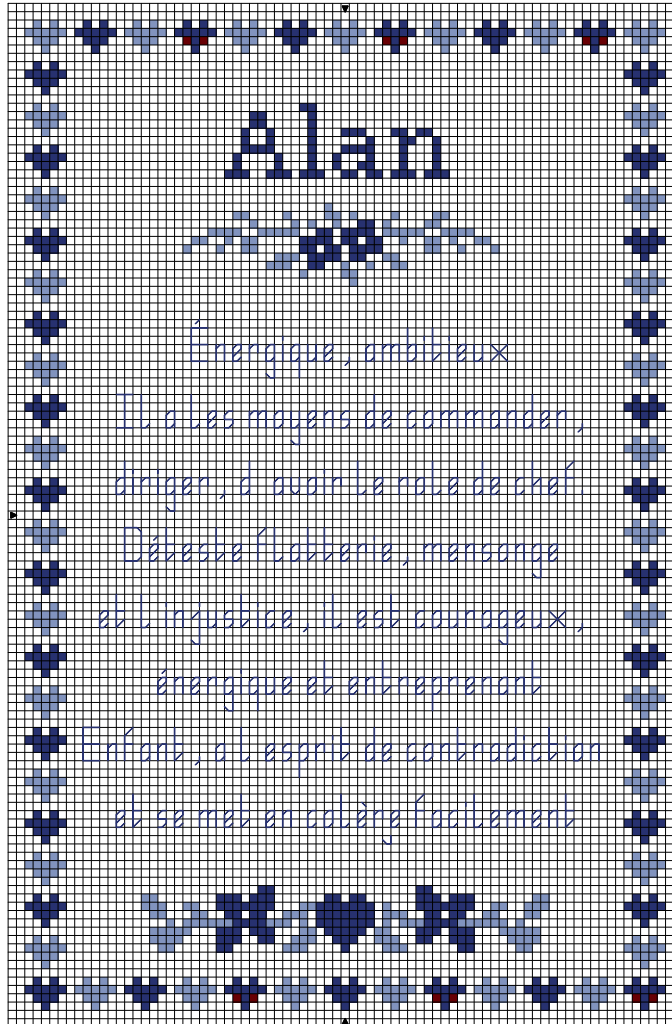 Alan
Énergique, ambitieux
Il a les moyens de commander,
diriger, d avoir le role de chef.
Déteste flatterie, mensonge
et l injustice, il est courageux,
énergique et entreprenant
Enfant, a l esprit de contradiction
et se met en colère facilement